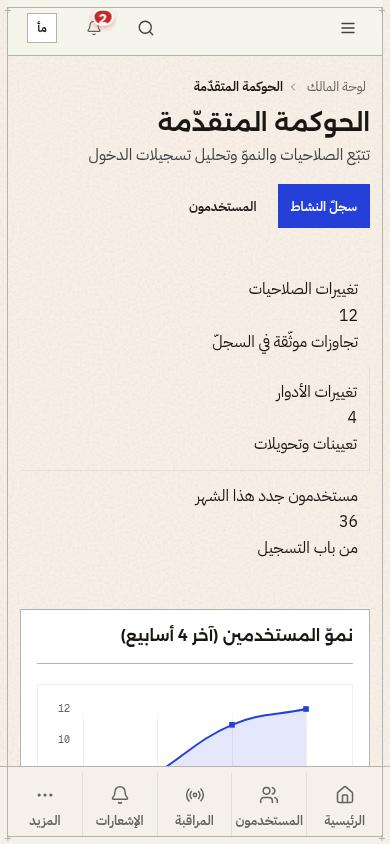 2
مأ
لوحة المالك › الحوكمة المتقدّمة
الحوكمة المتقدّمة
تتبّع الصلاحيات والنموّ وتحليل تسجيلات الدخول
سجلّ النشاط
المستخدمون
تغييرات الصلاحيات
12
تجاوزات موثّقة في السجلّ
تغييرات الأدوار
4
تعيينات وتحويلات
مستخدمون جدد هذا الشهر
36
من باب التسجيل
نموّ المستخدمين (آخر 4 أسابيع)
12
10
الرئيسية
المستخدمون
المراقبة
الإشعارات
المزيد